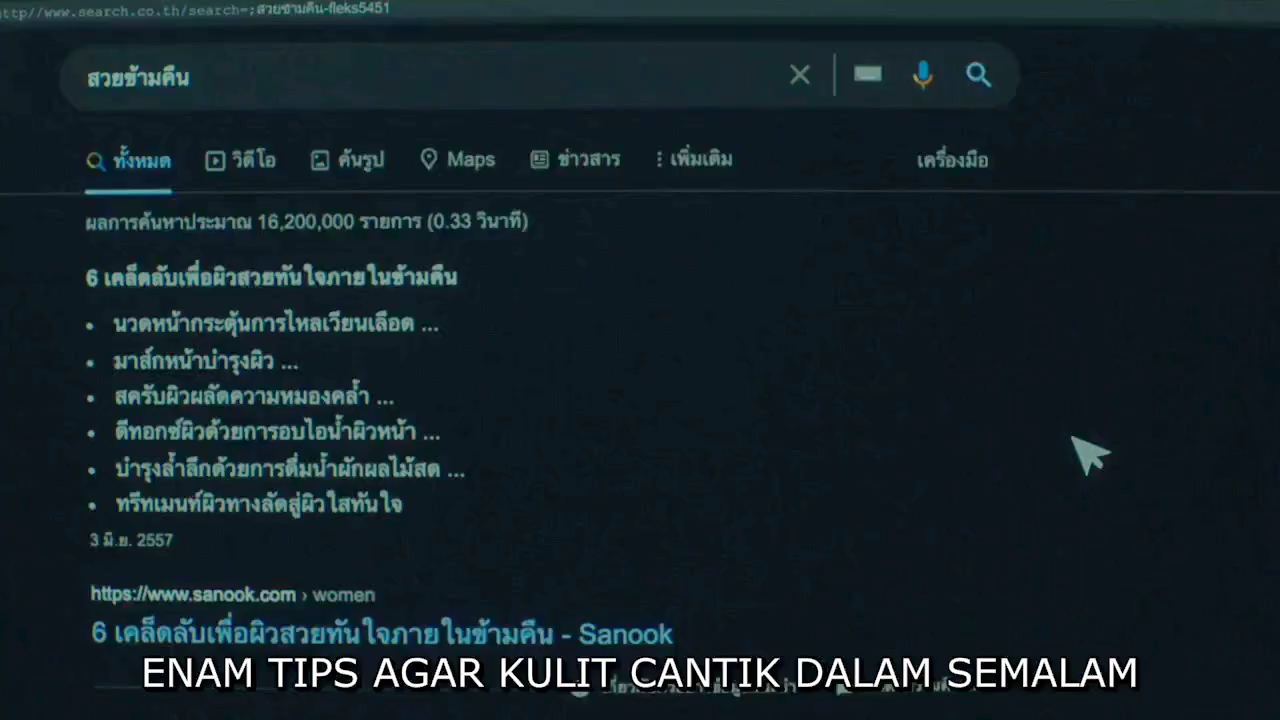 ttp//www.search.co.th/search=;สวยข้ามคืน-fleks5451
สวยข้ามคืน
ทั้งหมด วิดีโอ ค้นรูป Maps ข่าวสาร เพิ่มเติม เครื่องมือ
ผลการค้นหาประมาณ 16,200,000 รายการ (0.33 วินาที)
6 เคล็ดลับเพื่อผิวสวยทันใจภายในข้ามคืน
• นวดหน้ากระตุ้นการไหลเวียนเลือด ...
• มาส์กหน้าบำรุงผิว ...
• สครับผิวผลัดความหมองคล้ำ ...
• ดีทอกซ์ผิวด้วยการอบไอน้ำผิวหน้า ...
• บำรุงล้ำลึกด้วยการดื่มน้ำผักผลไม้สด ...
• ทรีทเมนท์ผิวทางลัดสู่ผิวใสทันใจ
3 มิ.ย. 2557
https://www.sanook.com › women
6 เคล็ดลับเพื่อผิวสวยทันใจภายในข้ามคืน - Sanook
ENAM TIPS AGAR KULIT CANTIK DALAM SEMALAM